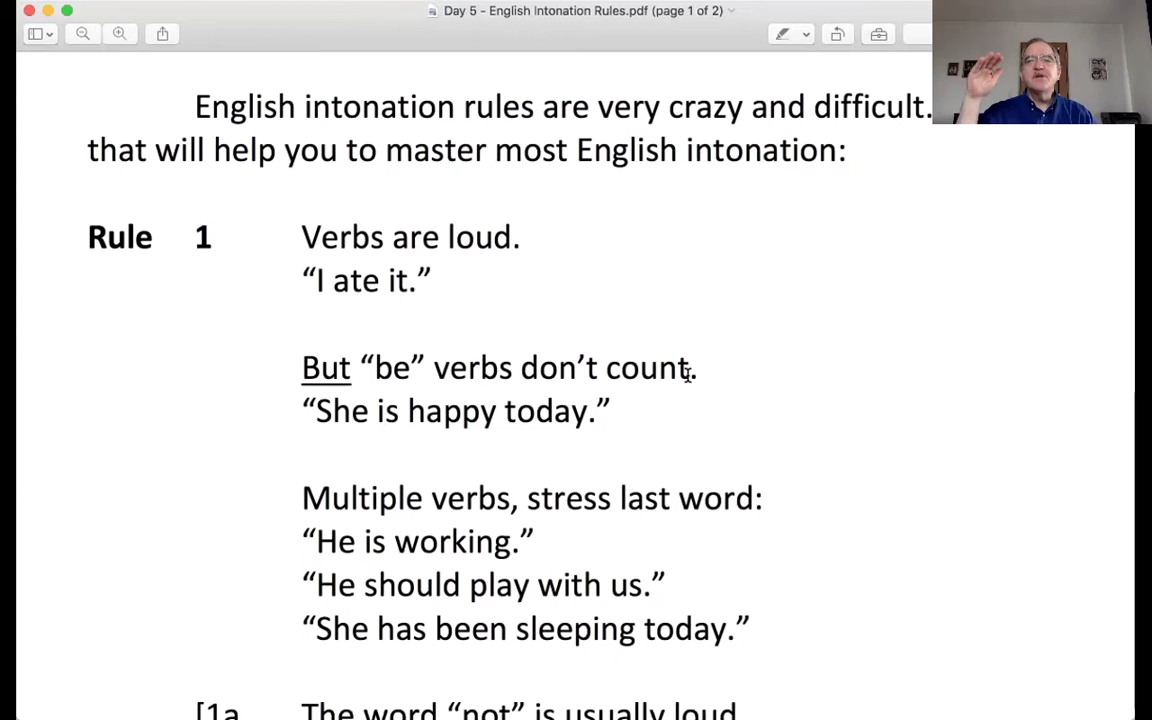 Day 5 - English Intonation Rules.pdf (page 1 of 2)
English intonation rules are very crazy and difficult.
that will help you to master most English intonation:
Rule 1 Verbs are loud.
“I ate it.”
But “be” verbs don’t count.
“She is happy today.”
Multiple verbs, stress last word:
“He is working.”
“He should play with us.”
“She has been sleeping today.”
[1a The word “not” is usually loud